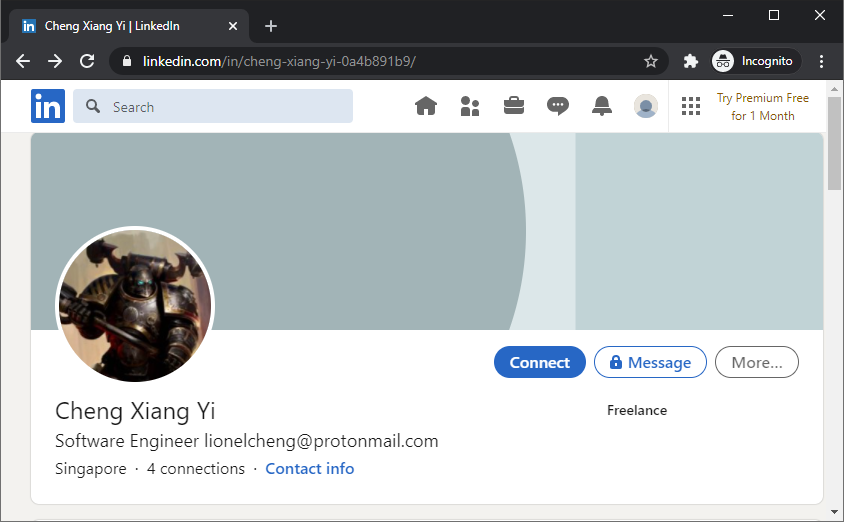 in Cheng Xiang Yi | LinkedIn
linkedin.com/in/cheng-xiang-yi-0a4b891b9/
Incognito
in
Search
Try Premium Free
for 1 Month
Connect
Message
More...
Cheng Xiang Yi
Freelance
Software Engineer lionelcheng@protonmail.com
Singapore · 4 connections · Contact info